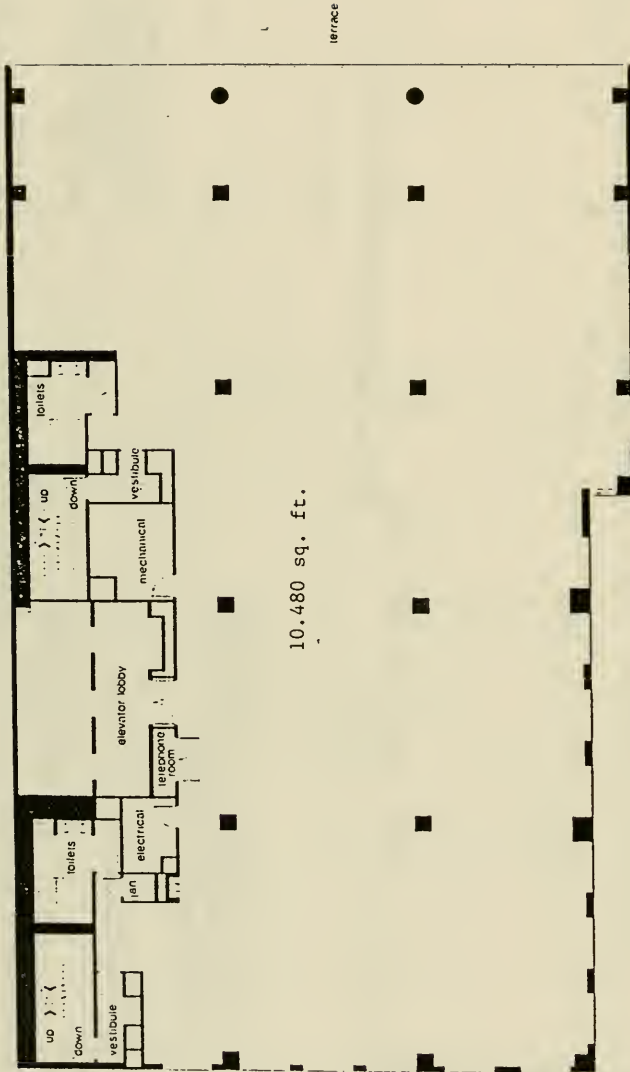 terrace
toilets
up
down
vestibule
mechanical
elevator lobby
telephone
room
electrical
toilets
jan
up
down
vestibule
10.480 sq. ft.